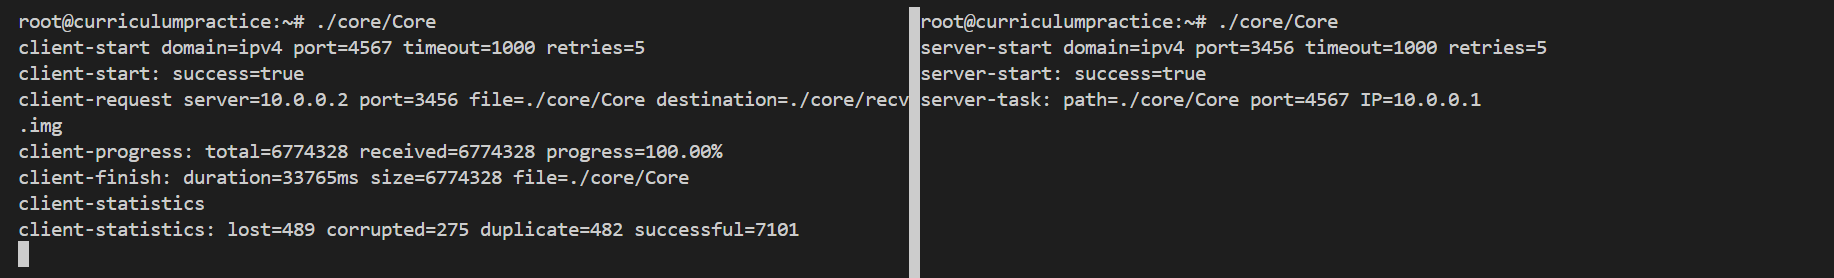 root@curriculumpractice:~# ./core/Core
client-start domain=ipv4 port=4567 timeout=1000 retries=5
client-start: success=true
client-request server=10.0.0.2 port=3456 file=./core/Core destination=./core/recv
.img
client-progress: total=6774328 received=6774328 progress=100.00%
client-finish: duration=33765ms size=6774328 file=./core/Core
client-statistics
client-statistics: lost=489 corrupted=275 duplicate=482 successful=7101
root@curriculumpractice:~# ./core/Core
server-start domain=ipv4 port=3456 timeout=1000 retries=5
server-start: success=true
server-task: path=./core/Core port=4567 IP=10.0.0.1